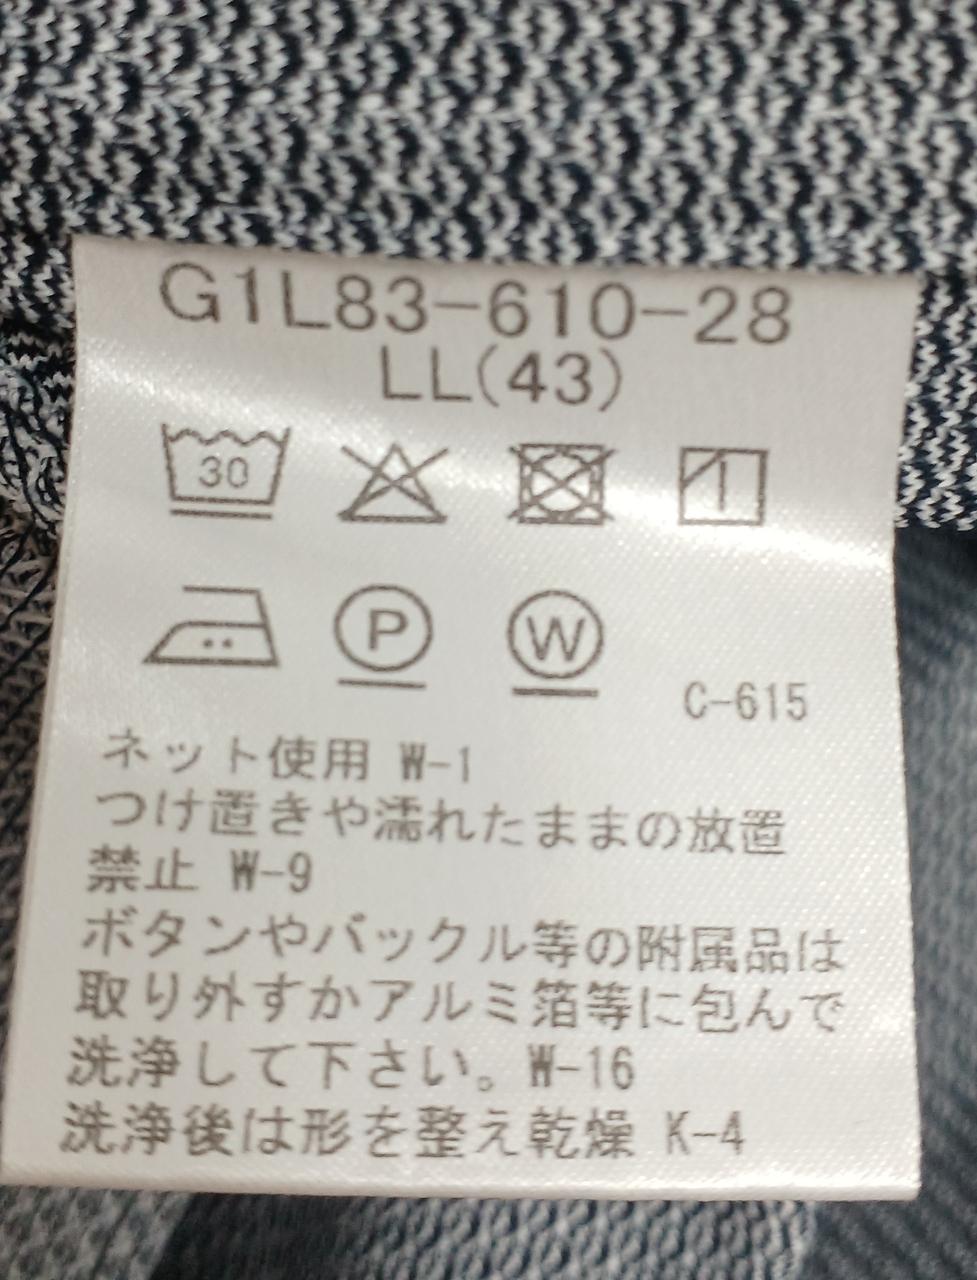 G1L83-610-28
LL(43)
30
P W
C-615
ネット使用 W-1
つけ置きや濡れたままの放置
禁止 W-9
ボタンやバックル等の附属品は
取り外すかアルミ箔等に包んで
洗浄して下さい。W-16
洗浄後は形を整え乾燥 K-4